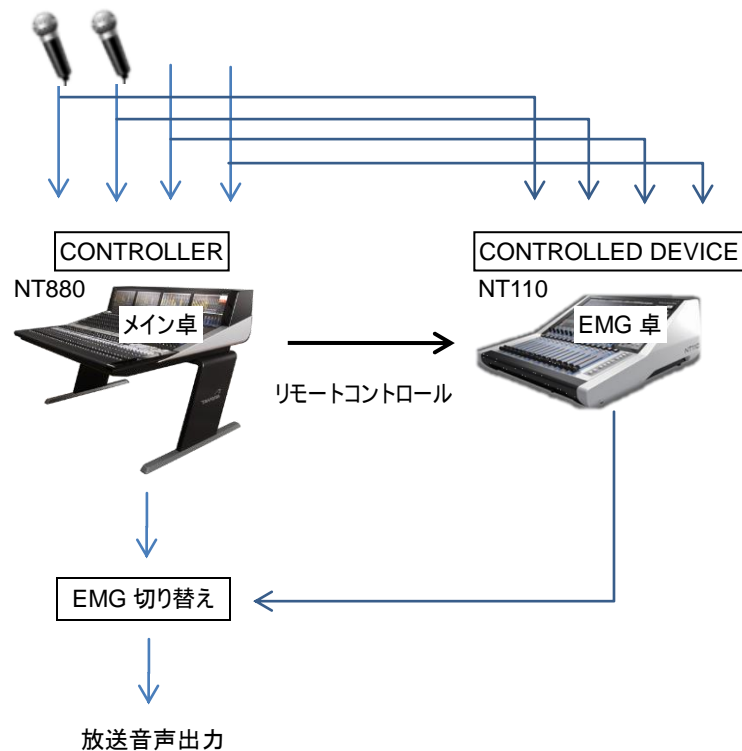 CONTROLLER
CONTROLLED DEVICE
NT880
NT110
メイン卓
EMG 卓
NT110
リモートコントロール
EMG 切り替え
放送音声出力